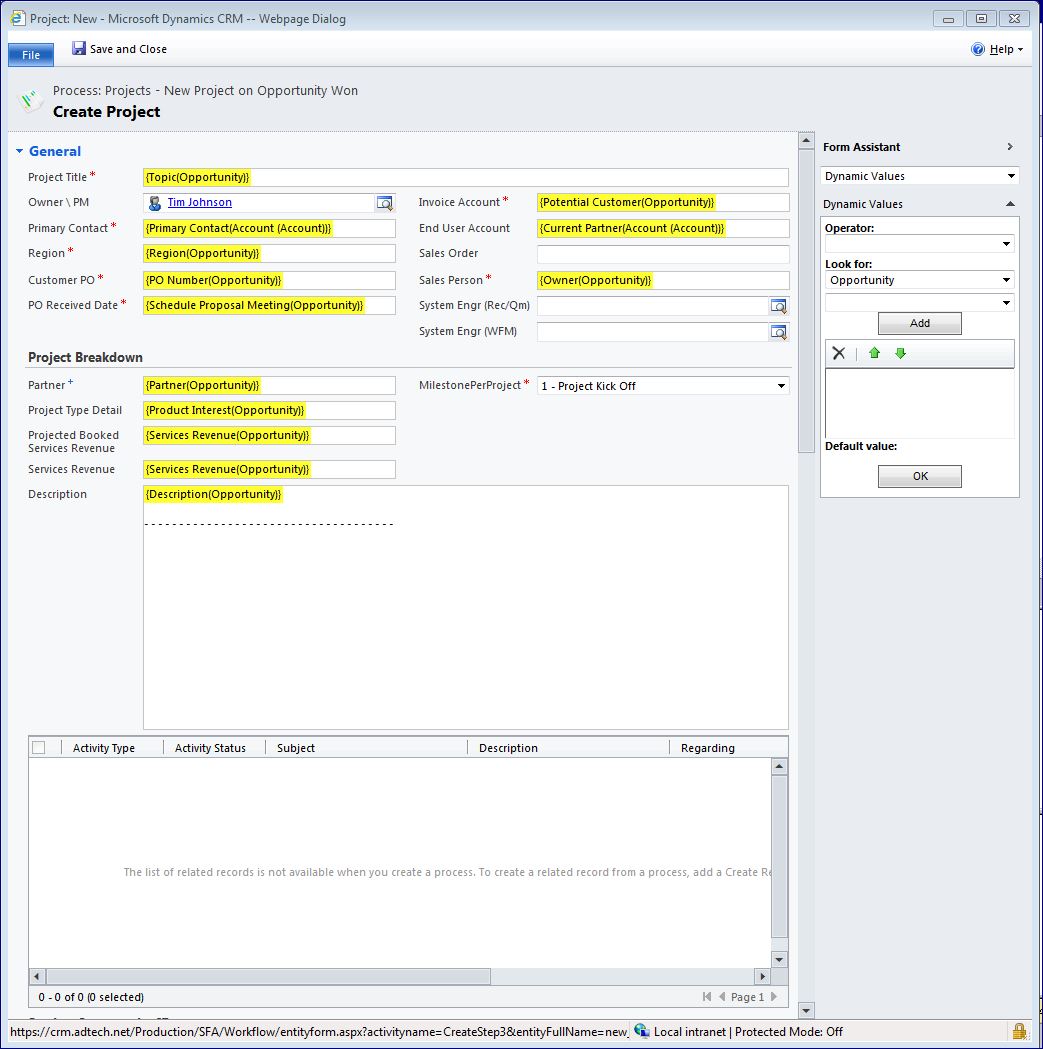 Project: New - Microsoft Dynamics CRM -- Webpage Dialog
File
Save and Close
Help
Process: Projects - New Project on Opportunity Won
Create Project
General
Project Title * {Topic(Opportunity)}
Owner \ PM Tim Johnson
Invoice Account * {Potential Customer(Opportunity)}
Primary Contact * {Primary Contact(Account (Account))}
End User Account {Current Partner(Account (Account))}
Region * {Region(Opportunity)}
Sales Order
Customer PO * {PO Number(Opportunity)}
Sales Person * {Owner(Opportunity)}
PO Received Date * {Schedule Proposal Meeting(Opportunity)}
System Engr (Rec/Qm)
System Engr (WFM)
Project Breakdown
Partner + {Partner(Opportunity)}
MilestonePerProject * 1 - Project Kick Off
Project Type Detail {Product Interest(Opportunity)}
Projected Booked
Services Revenue
{Services Revenue(Opportunity)}
Services Revenue {Services Revenue(Opportunity)}
Description {Description(Opportunity)}
- - - - - - - - - - - - - - - - - - - - - - - - - - - - - - - - - -
Activity Type Activity Status Subject Description Regarding
The list of related records is not available when you create a process. To create a related record from a process, add a Create Re
0 - 0 of 0 (0 selected)
Page 1
Form Assistant
Dynamic Values
Dynamic Values
Operator:
Look for:
Opportunity
Add
Default value:
OK
https://crm.adtech.net/Production/SFA/Workflow/entityform.aspx?activityname=CreateStep3&entityFullName=new_
Local intranet | Protected Mode: Off